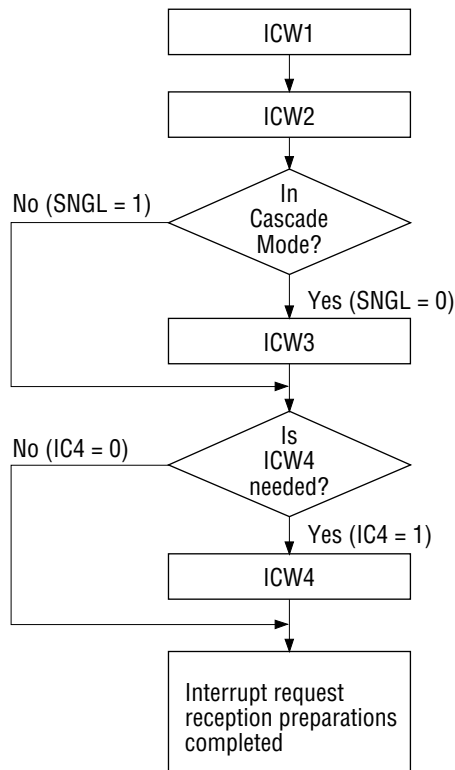 ICW1
ICW2
In
Cascade
Mode?
No (SNGL = 1)
Yes (SNGL = 0)
ICW3
Is
ICW4
needed?
No (IC4 = 0)
Yes (IC4 = 1)
ICW4
Interrupt request
reception preparations
completed